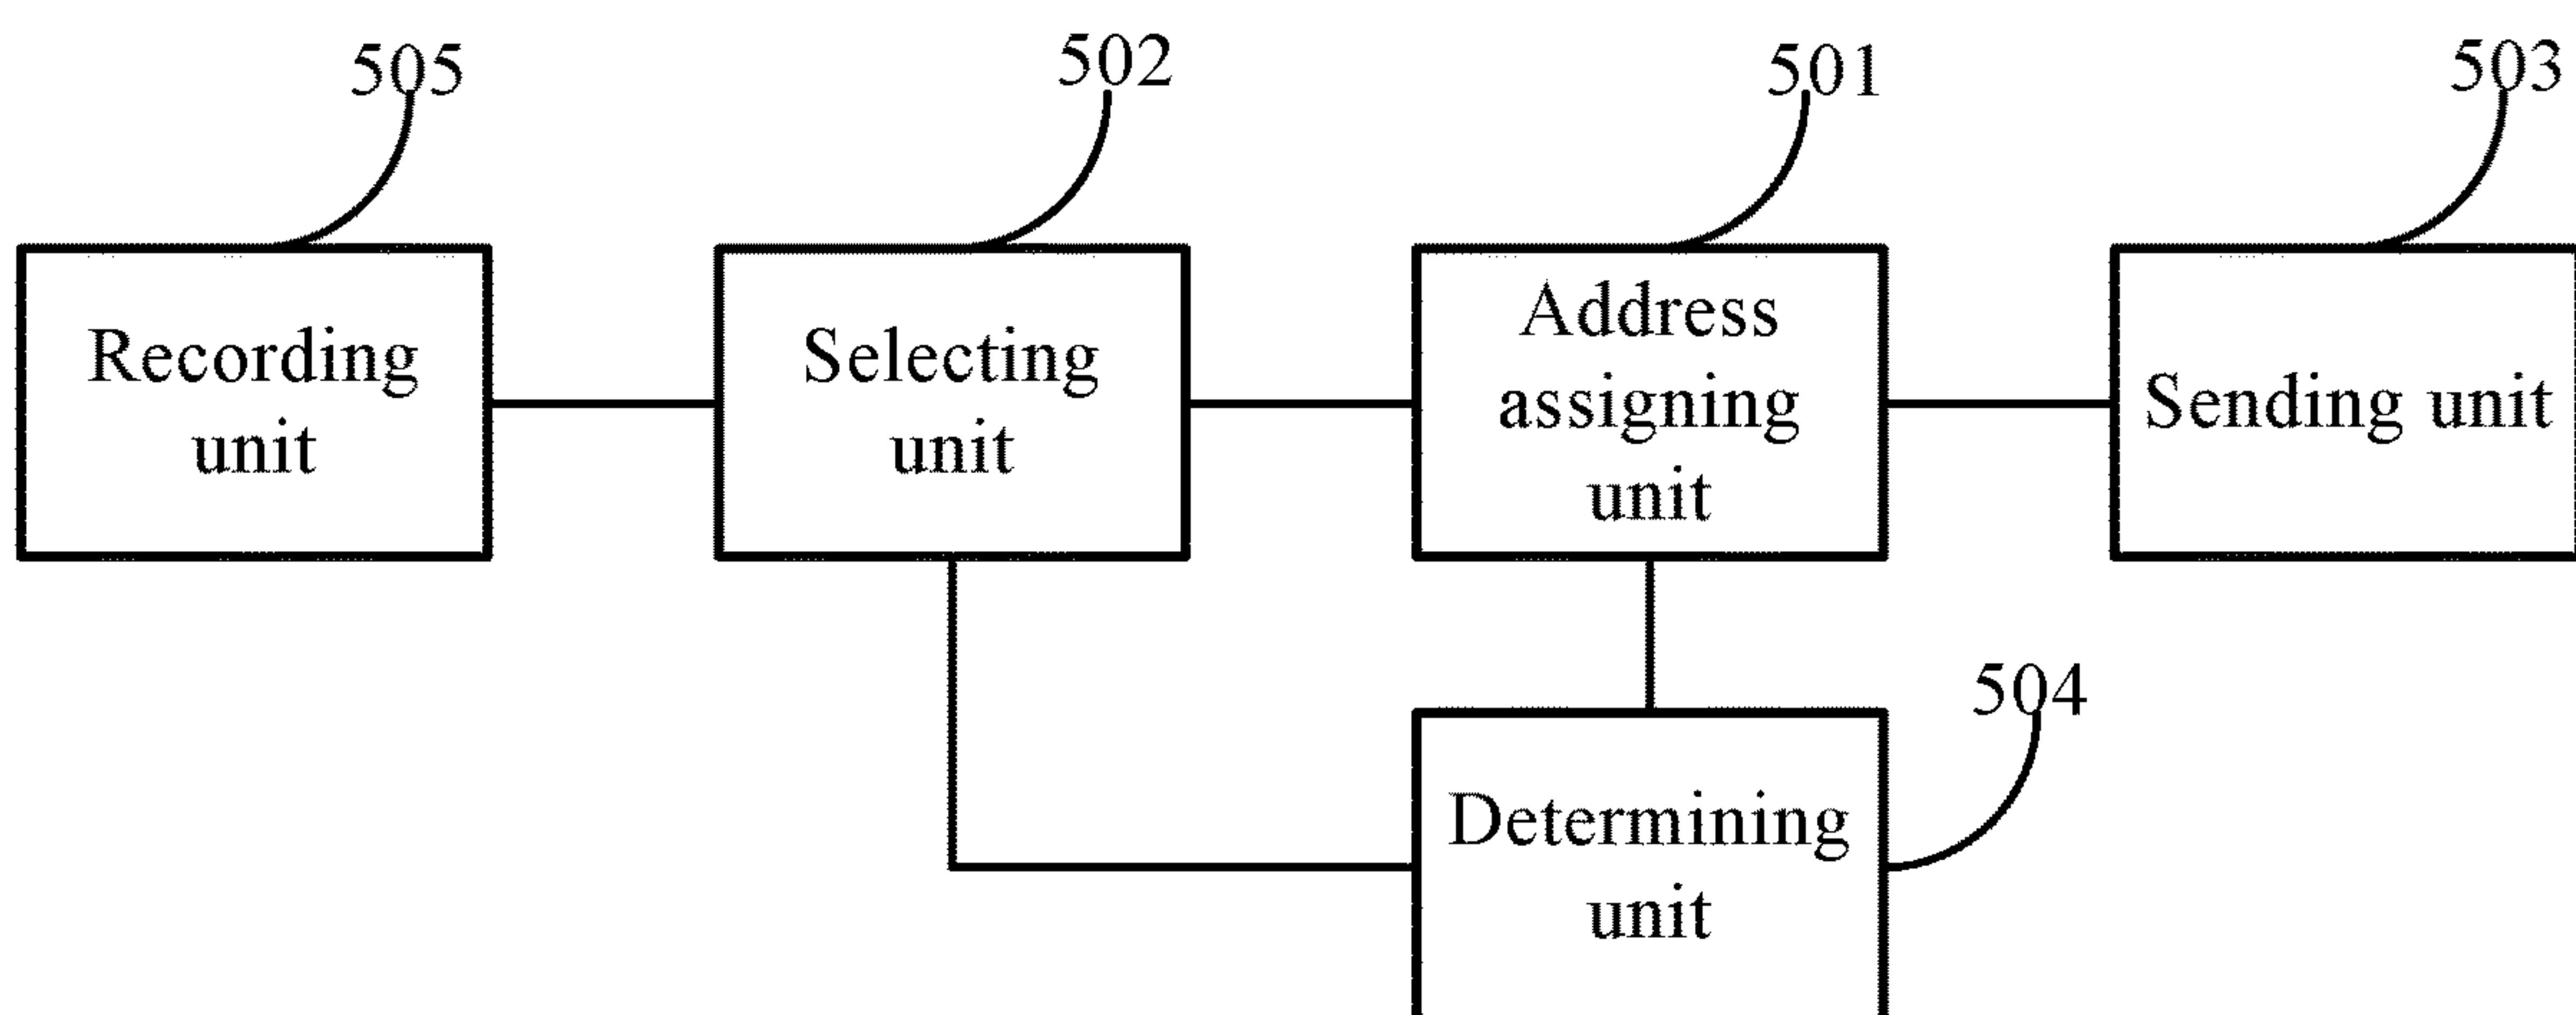 505
502
501
503
Recording
unit
Selecting
unit
Address
assigning
unit
Sending unit
504
Determining
unit